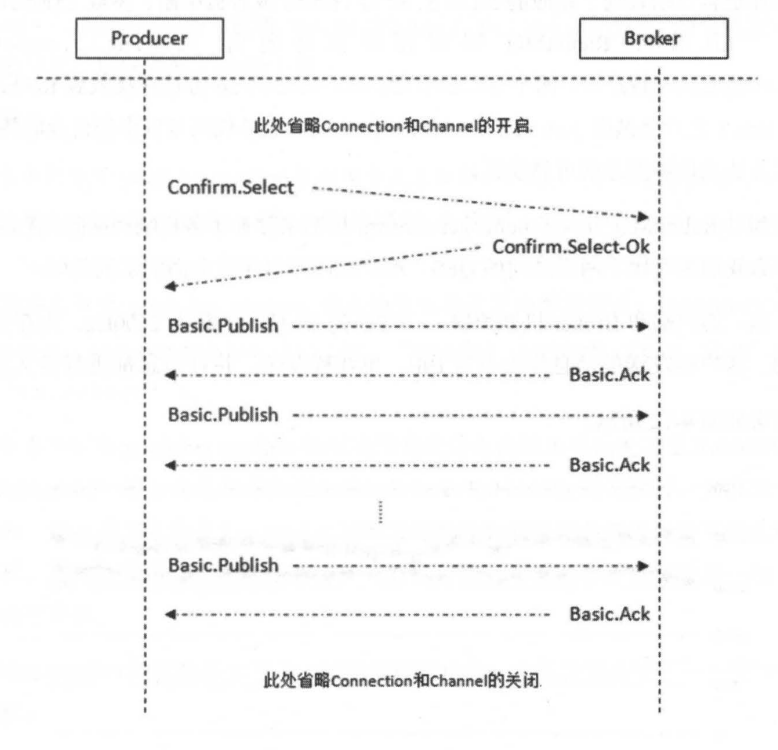 Producer
Broker
此处省略Connection和Channel的开启.
Confirm.Select
Confirm.Select-Ok
Basic.Publish
Basic.Ack
Basic.Publish
Basic.Ack
Basic.Publish
Basic.Ack
此处省略Connection和Channel的关闭.